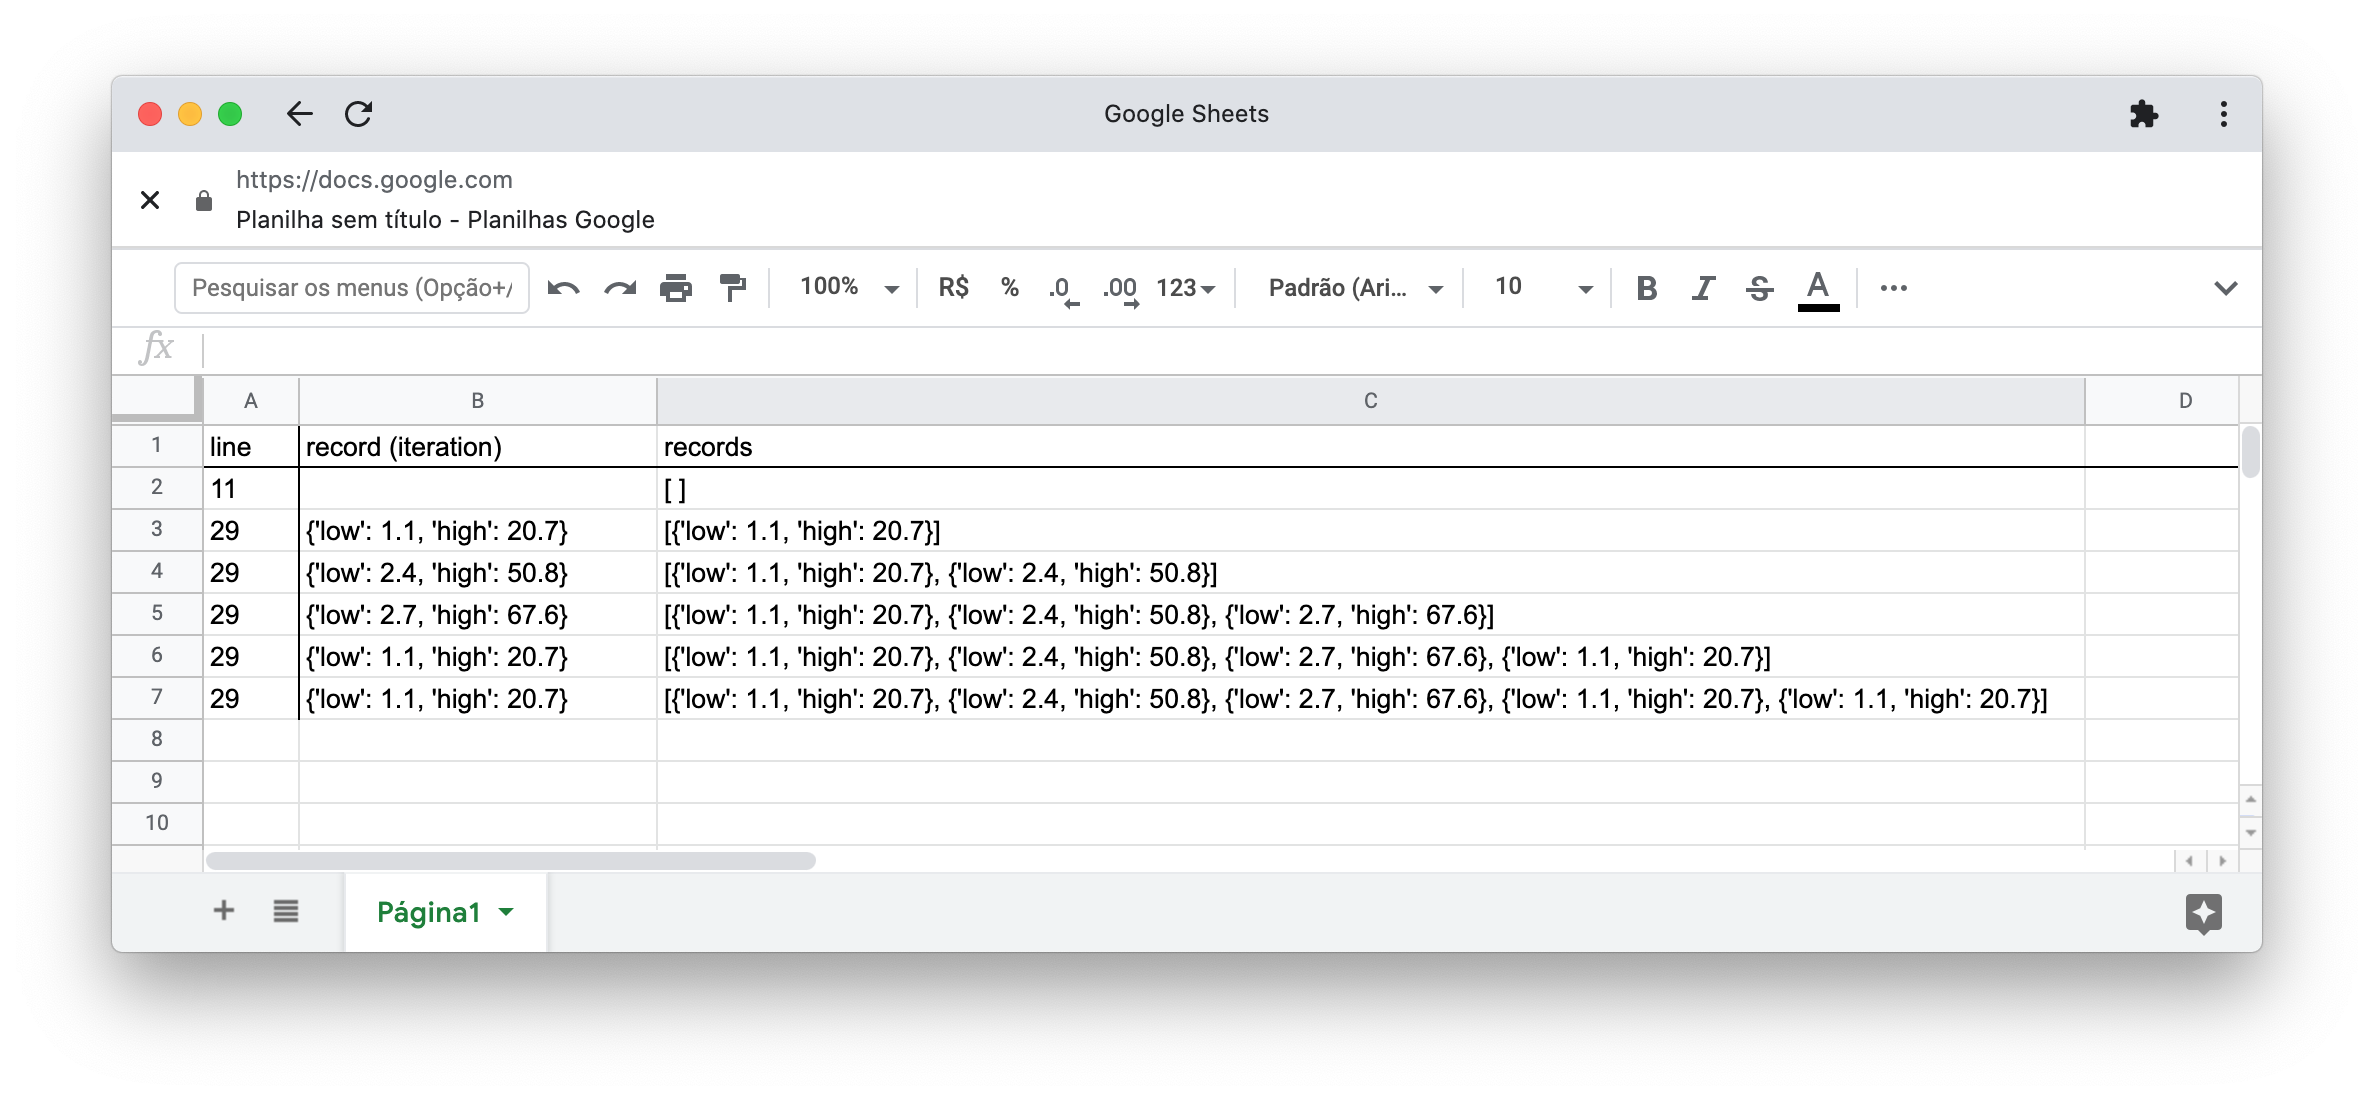 Google Sheets
https://docs.google.com
Planilha sem título - Planilhas Google
Pesquisar os menus (Opção+/ 100% R$ % .0 .00 123 Padrão (Ari... 10 B I S A
fx
A B C D
1 line record (iteration) records
2 11 [ ]
3 29 {'low': 1.1, 'high': 20.7} [{'low': 1.1, 'high': 20.7}]
4 29 {'low': 2.4, 'high': 50.8} [{'low': 1.1, 'high': 20.7}, {'low': 2.4, 'high': 50.8}]
5 29 {'low': 2.7, 'high': 67.6} [{'low': 1.1, 'high': 20.7}, {'low': 2.4, 'high': 50.8}, {'low': 2.7, 'high': 67.6}]
6 29 {'low': 1.1, 'high': 20.7} [{'low': 1.1, 'high': 20.7}, {'low': 2.4, 'high': 50.8}, {'low': 2.7, 'high': 67.6}, {'low': 1.1, 'high': 20.7}]
7 29 {'low': 1.1, 'high': 20.7} [{'low': 1.1, 'high': 20.7}, {'low': 2.4, 'high': 50.8}, {'low': 2.7, 'high': 67.6}, {'low': 1.1, 'high': 20.7}, {'low': 1.1, 'high': 20.7}]
8
9
10
Página1